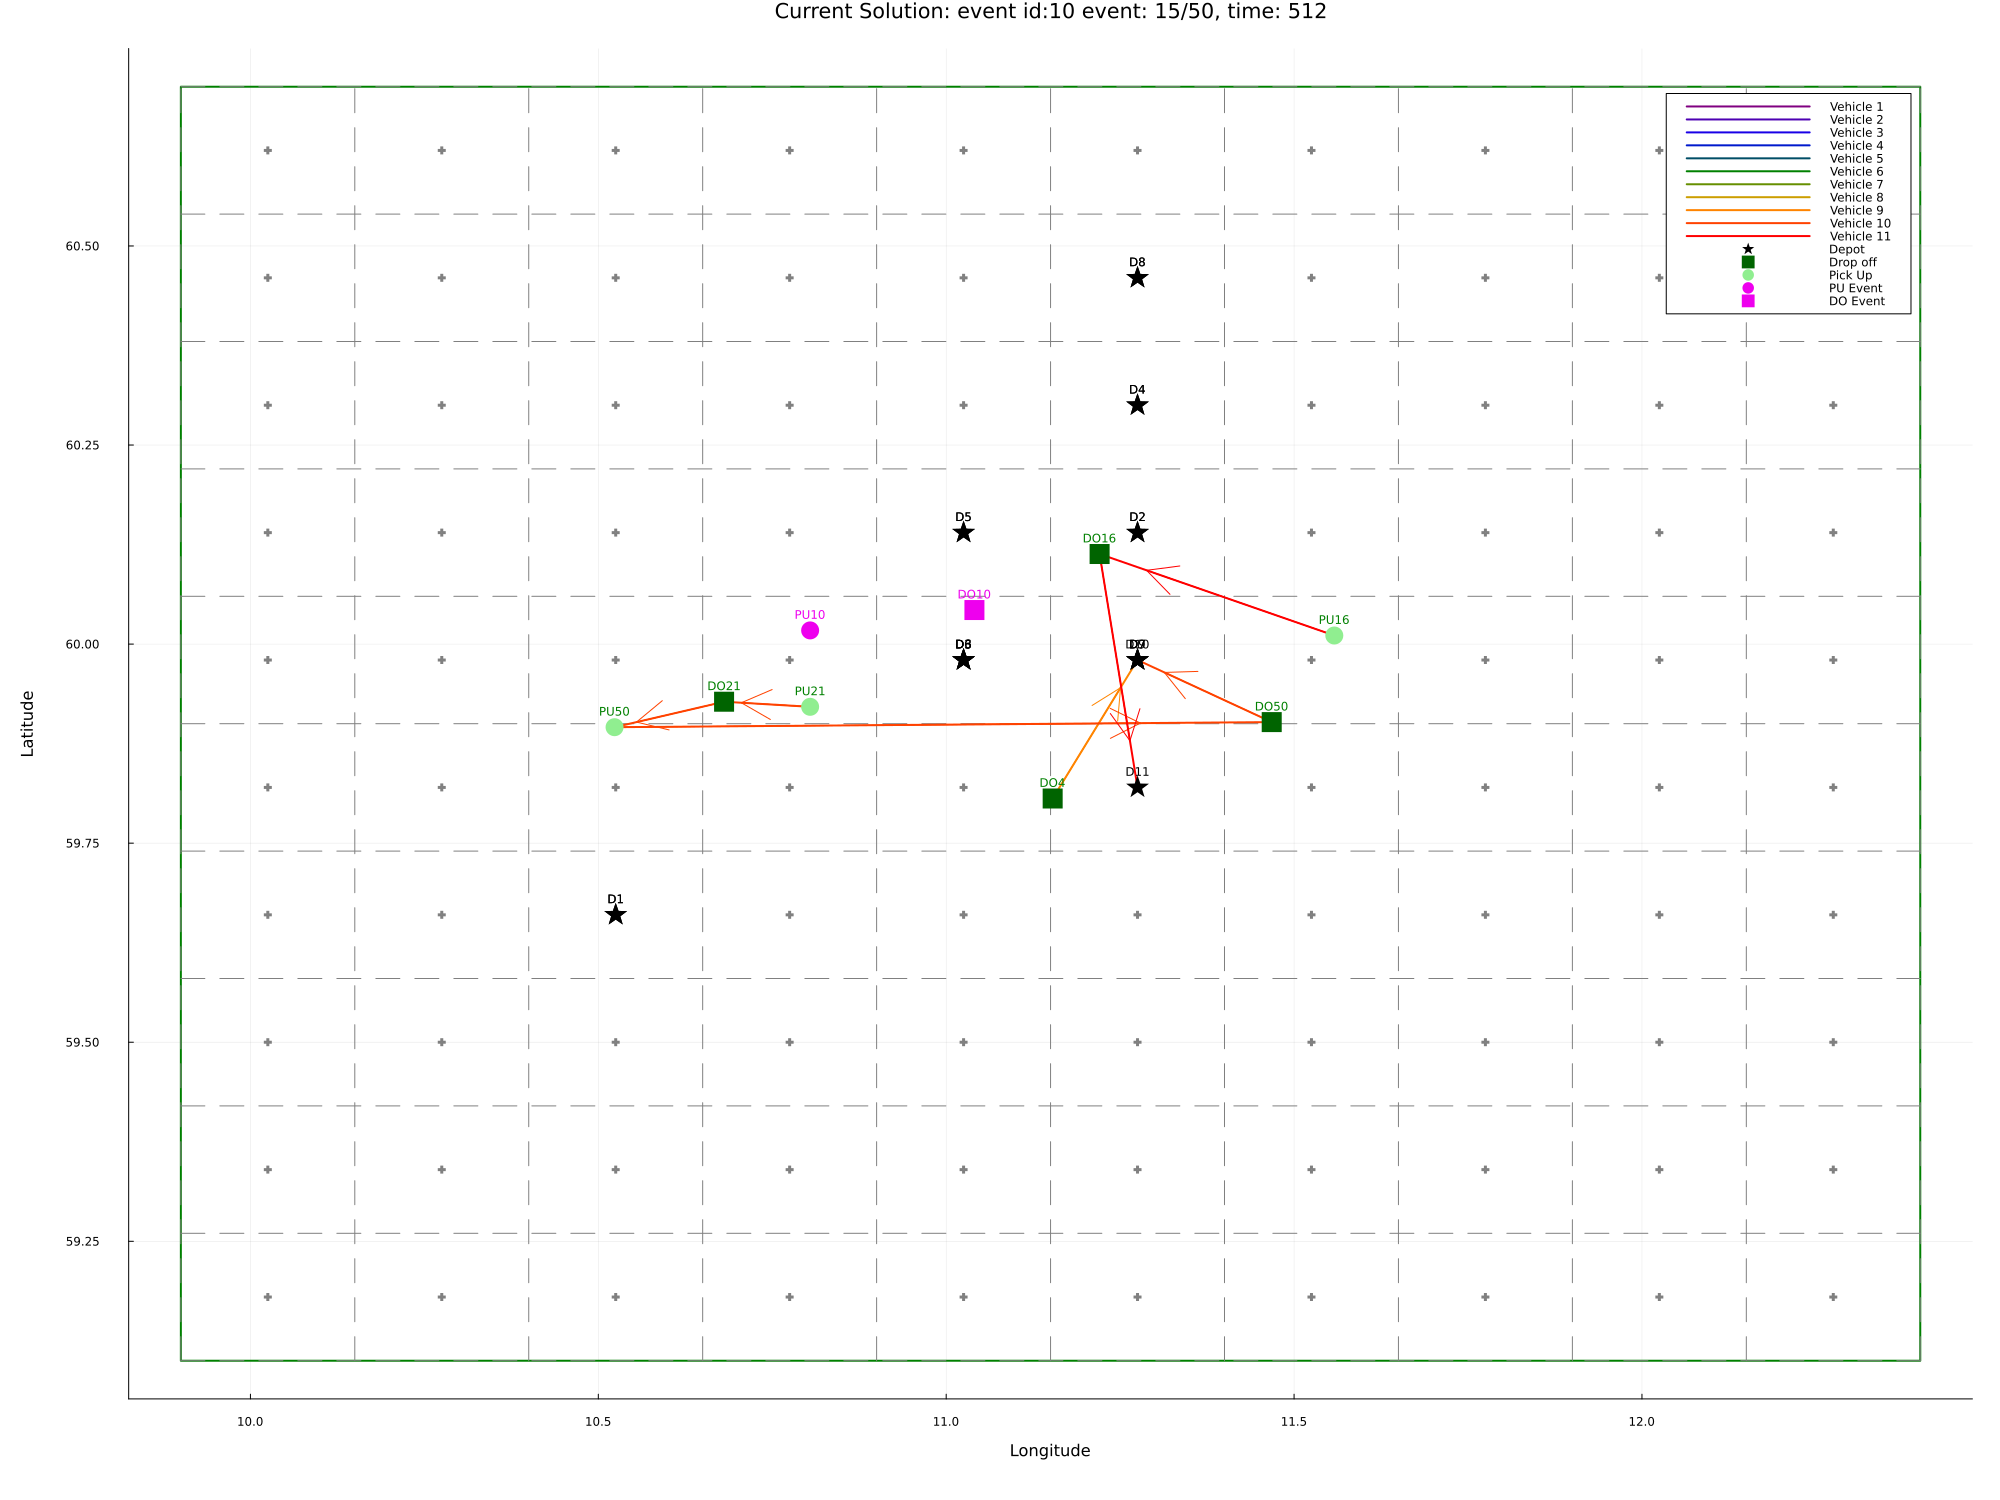 Current Solution: event id:10 event: 15/50, time: 512
Vehicle 1
Vehicle 2
Vehicle 3
Vehicle 4
Vehicle 5
Vehicle 6
Vehicle 7
Vehicle 8
Vehicle 9
Vehicle 10
Vehicle 11
Depot
Drop off
Pick Up
PU Event
DO Event
60.50
60.25
60.00
59.75
59.50
59.25
Latitude
D8
D4
D5
D2
DO16
DO10
PU10
PU16
DO21
PU21
PU50
DO50
D11
DO4
D1
10.0
10.5
11.0
11.5
12.0
Longitude